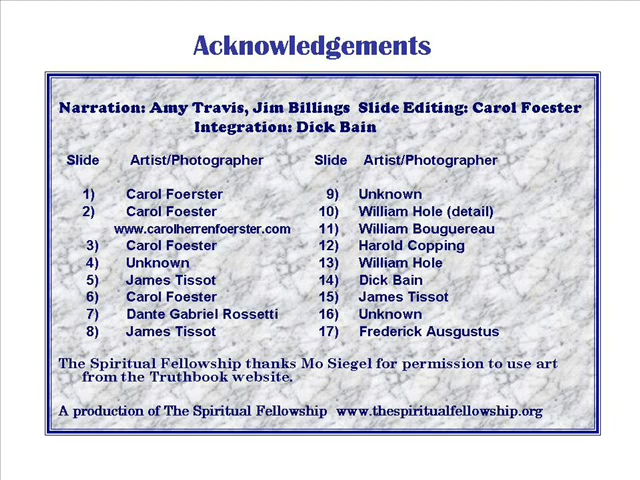 Acknowledgements
Narration: Amy Travis, Jim Billings  Slide Editing: Carol Foester
Integration: Dick Bain
Slide Artist/Photographer Slide Artist/Photographer
1) Carol Foerster 9) Unknown
2) Carol Foester 10) William Hole (detail)
www.carolherrenfoerster.com 11) William Bouguereau
3) Carol Foester 12) Harold Copping
4) Unknown 13) William Hole
5) James Tissot 14) Dick Bain
6) Carol Foester 15) James Tissot
7) Dante Gabriel Rossetti 16) Unknown
8) James Tissot 17) Frederick Ausgustus
The Spiritual Fellowship thanks Mo Siegel for permission to use art
from the Truthbook website.
A production of The Spiritual Fellowship  www.thespiritualfellowship.org